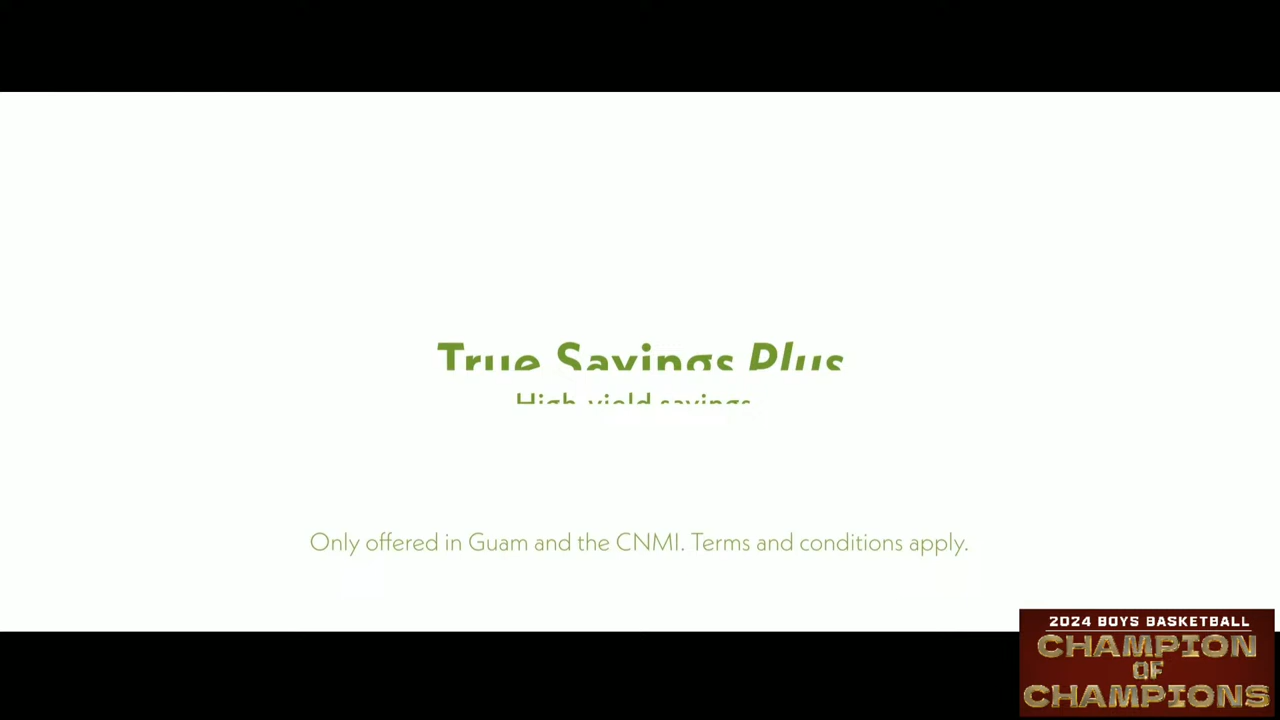 True Savings Plus
High-yield savings
Only offered in Guam and the CNMI. Terms and conditions apply.
2024 BOYS BASKETBALL
CHAMPION
OF
CHAMPIONS